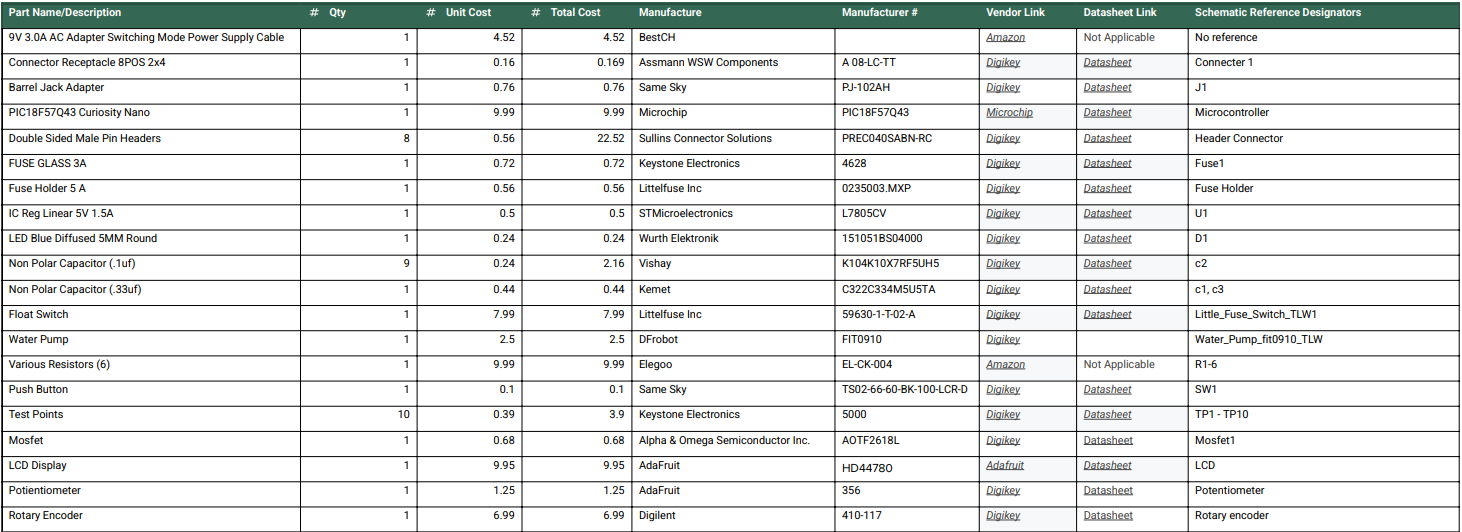 Part Name/Description # Qty # Unit Cost # Total Cost Manufacture Manufacturer # Vendor Link Datasheet Link Schematic Reference Designators
9V 3.0A AC Adapter Switching Mode Power Supply Cable 1 4.52 4.52 BestCH Amazon Not Applicable No reference
Connector Receptacle 8POS 2x4 1 0.16 0.169 Assmann WSW Components A 08-LC-TT Digikey Datasheet Connecter 1
Barrel Jack Adapter 1 0.76 0.76 Same Sky PJ-102AH Digikey Datasheet J1
PIC18F57Q43 Curiosity Nano 1 9.99 9.99 Microchip PIC18F57Q43 Microchip Datasheet Microcontroller
Double Sided Male Pin Headers 8 0.56 22.52 Sullins Connector Solutions PREC040SABN-RC Digikey Datasheet Header Connector
FUSE GLASS 3A 1 0.72 0.72 Keystone Electronics 4628 Digikey Datasheet Fuse1
Fuse Holder 5 A 1 0.56 0.56 Littelfuse Inc 0235003.MXP Digikey Datasheet Fuse Holder
IC Reg Linear 5V 1.5A 1 0.5 0.5 STMicroelectronics L7805CV Digikey Datasheet U1
LED Blue Diffused 5MM Round 1 0.24 0.24 Wurth Elektronik 151051BS04000 Digikey Datasheet D1
Non Polar Capacitor (.1uf) 9 0.24 2.16 Vishay K104K10X7RF5UH5 Digikey Datasheet c2
Non Polar Capacitor (.33uf) 1 0.44 0.44 Kemet C322C334M5U5TA Digikey Datasheet c1, c3
Float Switch 1 7.99 7.99 Littelfuse Inc 59630-1-T-02-A Digikey Datasheet Little_Fuse_Switch_TLW1
Water Pump 1 2.5 2.5 DFrobot FIT0910 Digikey Water_Pump_fit0910_TLW
Various Resistors (6) 1 9.99 9.99 Elegoo EL-CK-004 Amazon Not Applicable R1-6
Push Button 1 0.1 0.1 Same Sky TS02-66-60-BK-100-LCR-D Digikey Datasheet SW1
Test Points 10 0.39 3.9 Keystone Electronics 5000 Digikey Datasheet TP1 - TP10
Mosfet 1 0.68 0.68 Alpha & Omega Semiconductor Inc. AOTF2618L Digikey Datasheet Mosfet1
LCD Display 1 9.95 9.95 AdaFruit HD44780 Adafruit Datasheet LCD
Potientiometer 1 1.25 1.25 AdaFruit 356 Digikey Datasheet Potentiometer
Rotary Encoder 1 6.99 6.99 Digilent 410-117 Digikey Datasheet Rotary encoder